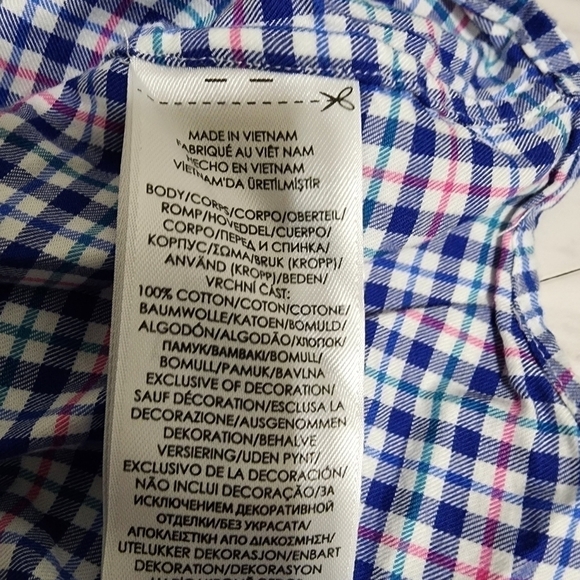 MADE IN VIETNAM
FABRIQUÉ AU VIÊT NAM
HECHO EN VIETNAM
VIETNAM'DA ÜRETİLMİŞTİR
BODY/CORPS/CORPO/OBERTEIL/
ROMP/HOVEDDEL/CUERPO/
CORPO/ПЕРЕД И СПИНКА/
КОРПУС/ΣΩΜΑ/BRUK (KROPP)/
ANVÄND (KROPP)/BEDEN/
VRCHNÍ ČÁST:
100% COTTON/COTON/COTONE/
BAUMWOLLE/KATOEN/BOMULD/
ALGODÓN/ALGODÃO/ХЛОПОК/
ПАМУК/ΒΑΜΒΑΚΙ/BOMULL/
BOMULL/PAMUK/BAVLNA
EXCLUSIVE OF DECORATION/
SAUF DÉCORATION/ESCLUSA LA
DECORAZIONE/AUSGENOMMEN
DEKORATION/BEHALVE
VERSIERING/UDEN PYNT/
EXCLUSIVO DE LA DECORACIÓN/
NÃO INCLUI DECORAÇÃO/ЗА
ИСКЛЮЧЕНИЕМ ДЕКОРАТИВНОЙ
ОТДЕЛКИ/БЕЗ УКРАСАТА/
ΑΠΟΚΛΕΙΣΤΙΚΗ ΑΠΟ ΔΙΑΚΟΣΜΗΣΗ/
UTELUKKER DEKORASJON/ENBART
DEKORATION/DEKORASYON